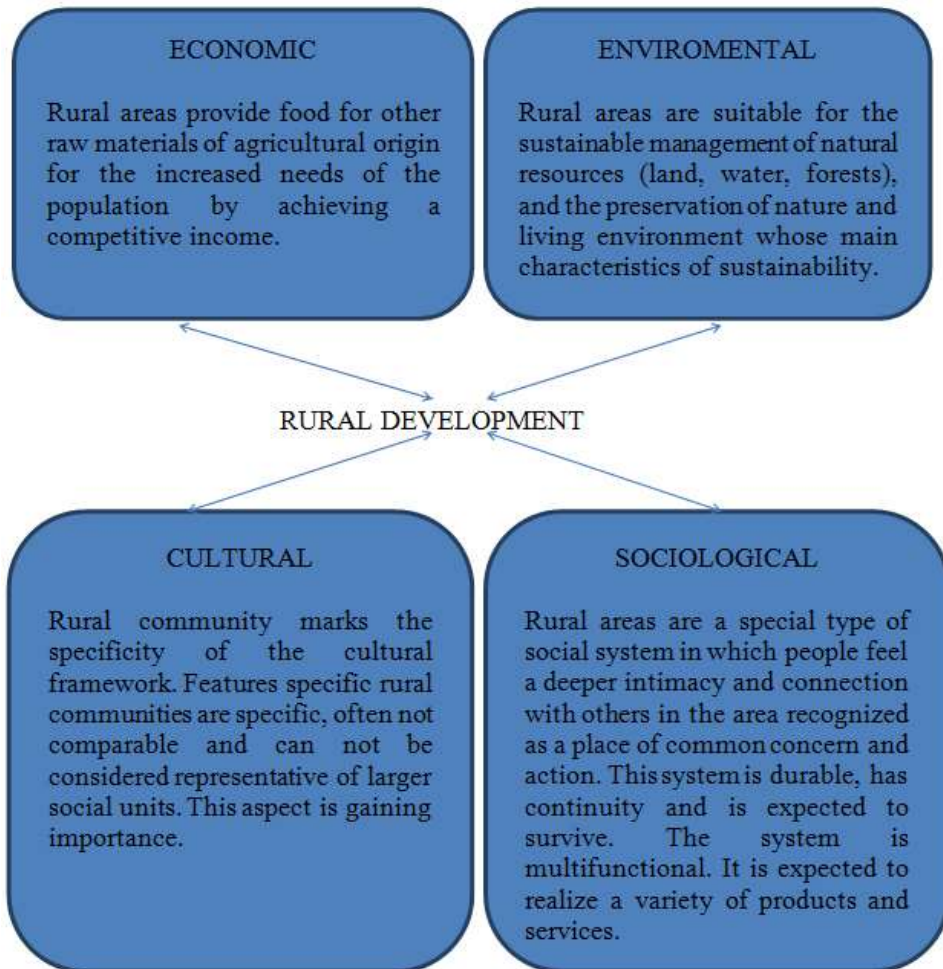 ECONOMIC
Rural areas provide food for other
raw materials of agricultural origin
for the increased needs of the
population by achieving a
competitive income.
ENVIROMENTAL
Rural areas are suitable for the
sustainable management of natural
resources (land, water, forests),
and the preservation of nature and
living environment whose main
characteristics of sustainability.
RURAL DEVELOPMENT
CULTURAL
Rural community marks the
specificity of the cultural
framework. Features specific rural
communities are specific, often not
comparable and can not be
considered representative of larger
social units. This aspect is gaining
importance.
SOCIOLOGICAL
Rural areas are a special type of
social system in which people feel
a deeper intimacy and connection
with others in the area recognized
as a place of common concern and
action. This system is durable, has
continuity and is expected to
survive. The system is
multifunctional. It is expected to
realize a variety of products and
services.